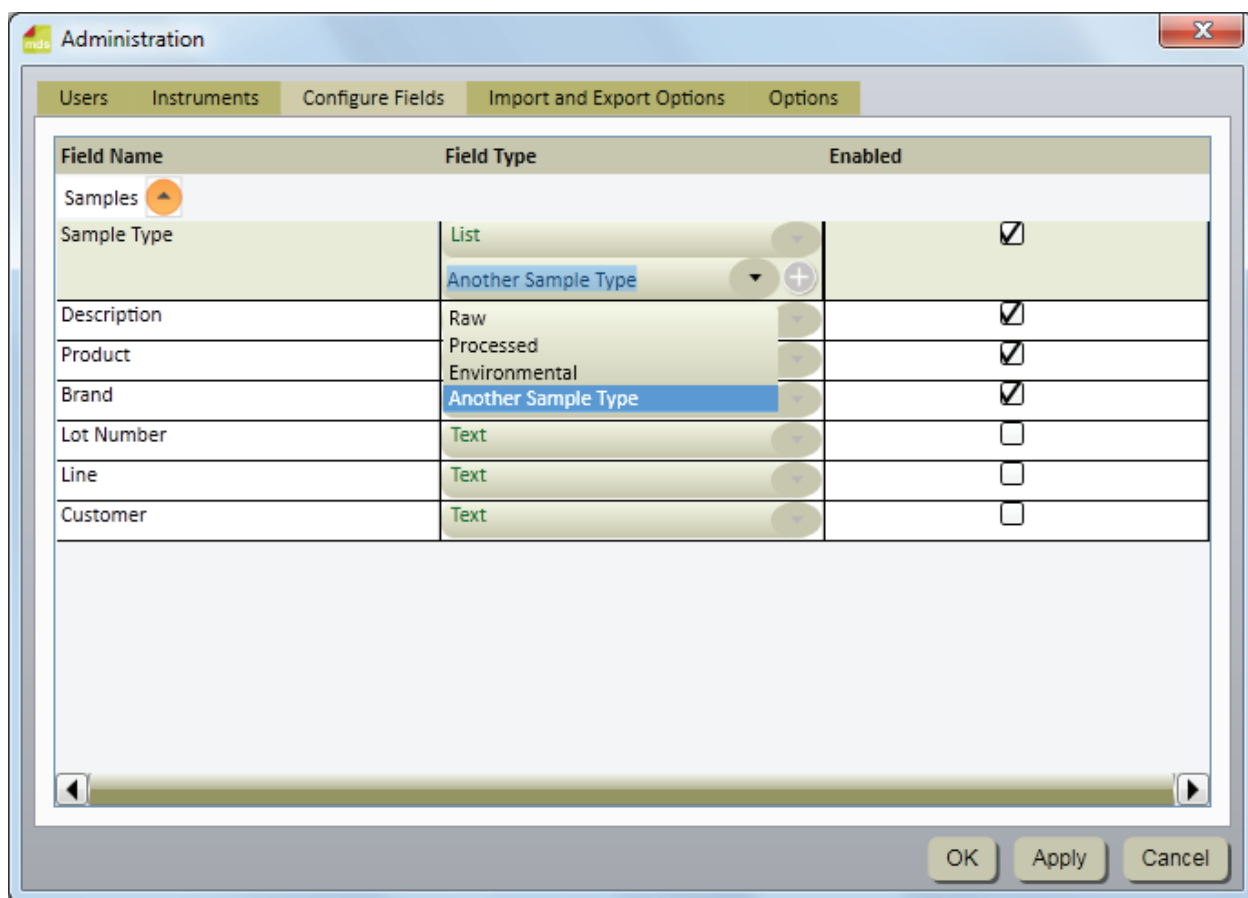 mds Administration
Users Instruments Configure Fields Import and Export Options Options
Field Name Field Type Enabled
Samples
Sample Type List
Another Sample Type
Description Raw
Processed
Product
Environmental
Brand Another Sample Type
Lot Number Text
Line Text
Customer Text
OK Apply Cancel